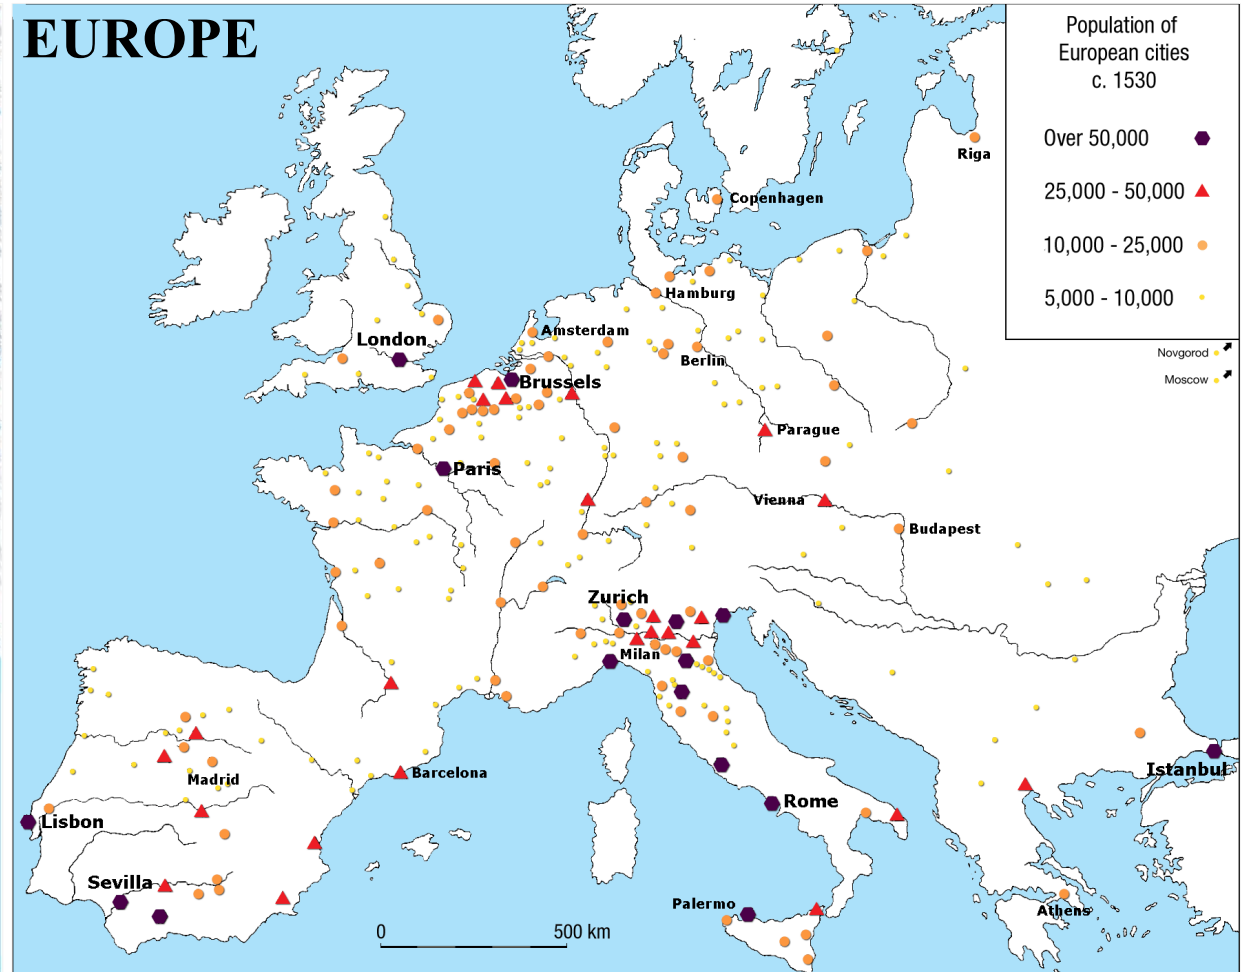 EUROPE
Population of
European cities
c. 1530
Over 50,000
25,000 - 50,000
10,000 - 25,000
5,000 - 10,000
Riga
Copenhagen
Hamburg
Amsterdam
London
Berlin
Novgorod
Moscow
Brussels
Parague
Paris
Vienna
Budapest
Zurich
Milan
Madrid
Barcelona
Istanbul
Lisbon
Rome
Sevilla
Palermo
Athens
0 500 km